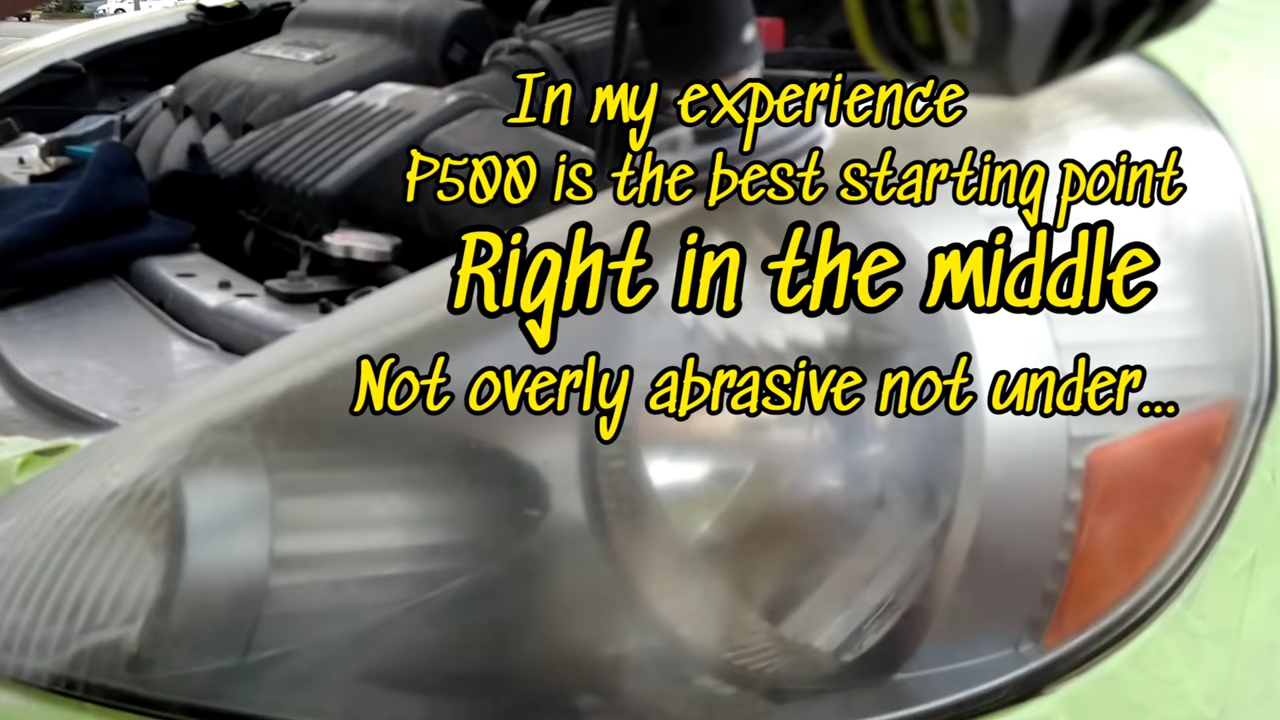 In my experience
P500 is the best starting point
Right in the middle
Not overly abrasive not under...